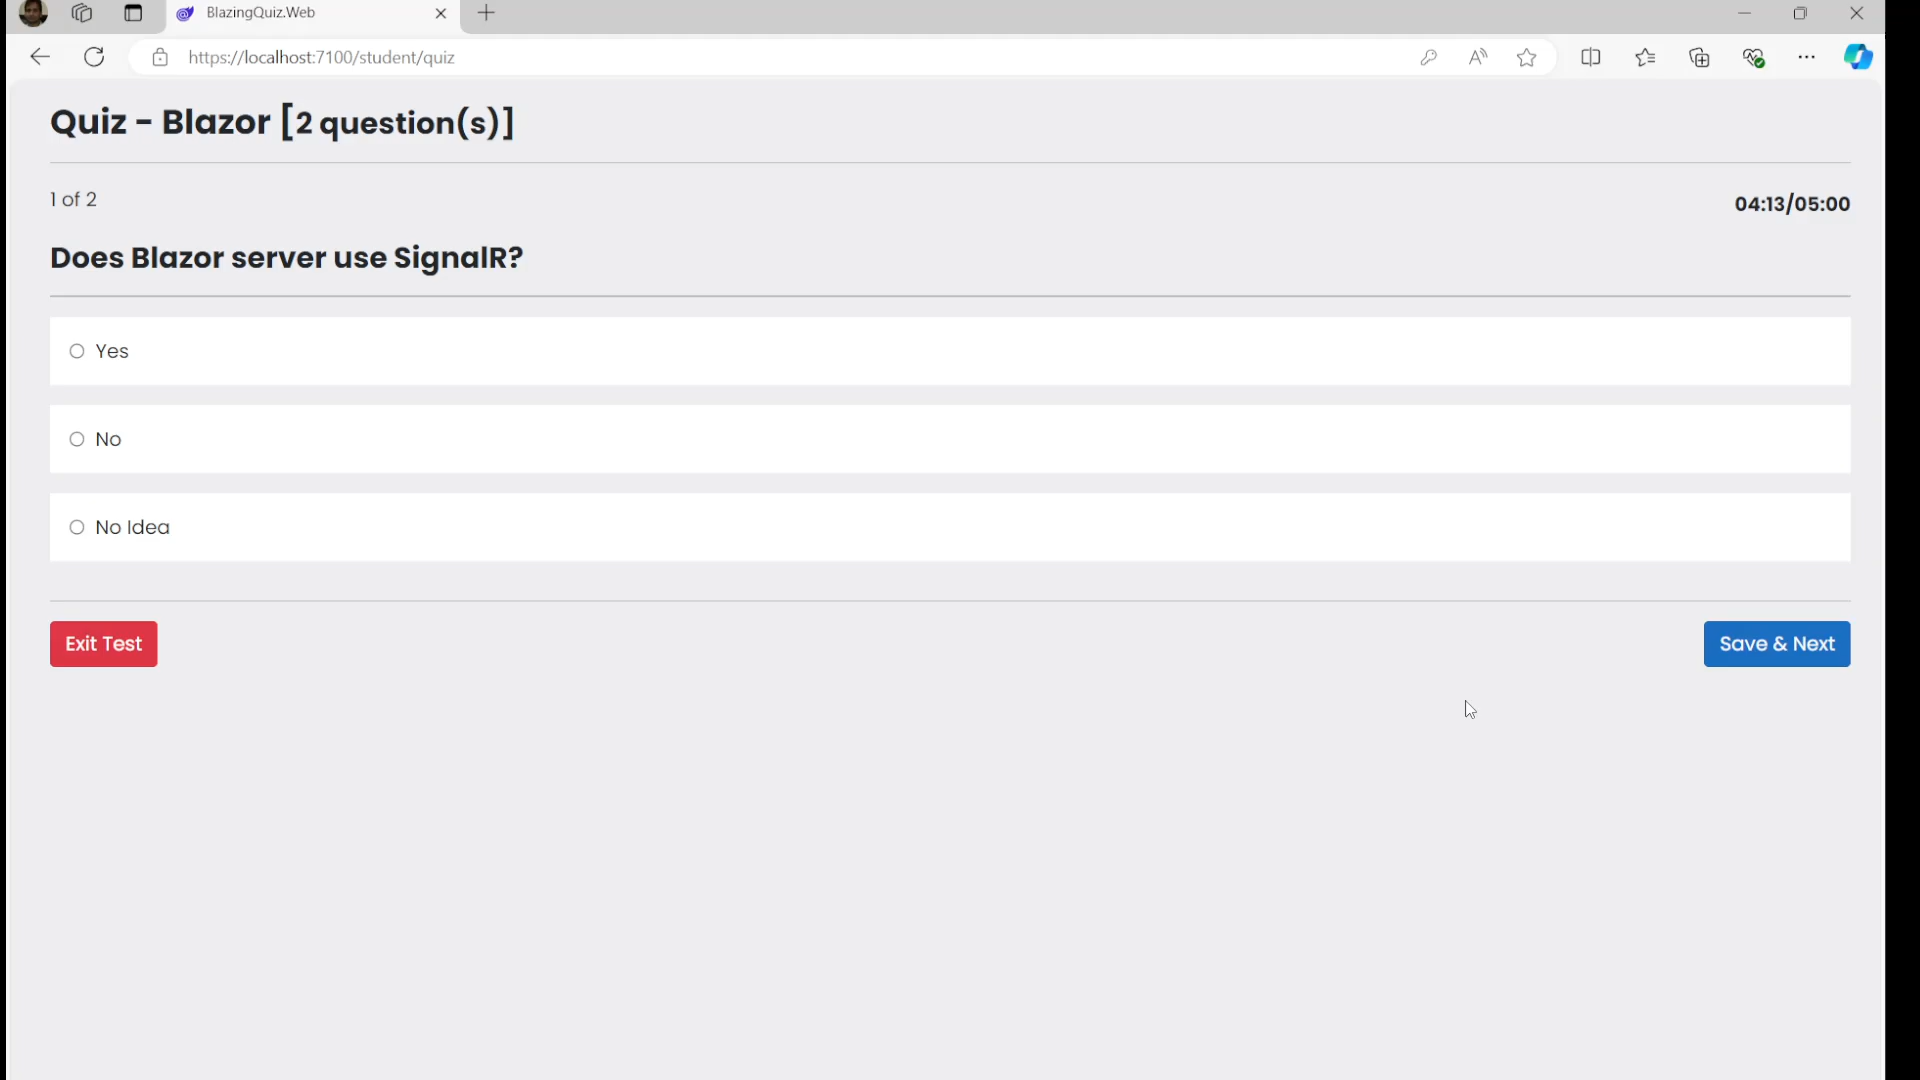 BlazingQuiz.Web
https://localhost:7100/student/quiz
Quiz - Blazor [2 question(s)]
1 of 2
04:13/05:00
Does Blazor server use SignalR?
Yes
No
No Idea
Exit Test
Save & Next